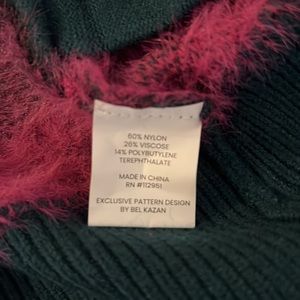 60% NYLON
26% VISCOSE
14% POLYBUTYLENE
TEREPHTHALATE
MADE IN CHINA
RN #112951
EXCLUSIVE PATTERN DESIGN
BY BEL KAZAN